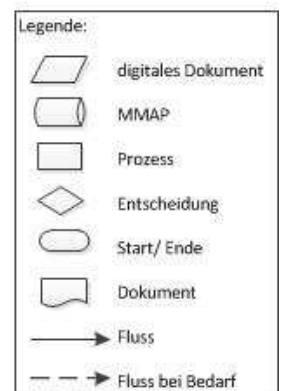 Legende:
digitales Dokument
MMAP
Prozess
Entscheidung
Start/ Ende
Dokument
Fluss
Fluss bei Bedarf